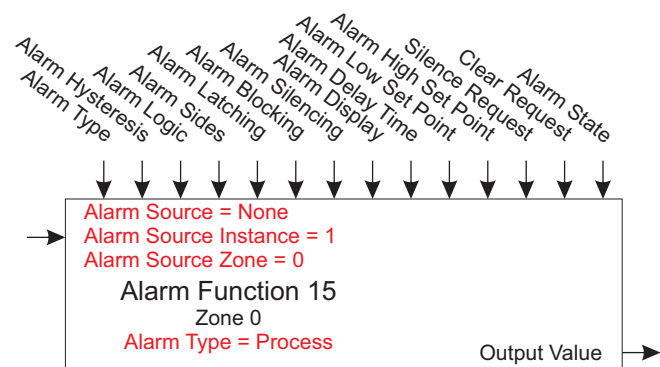 Alarm Type
Alarm Hysteresis
Alarm Logic
Alarm Sides
Alarm Latching
Alarm Blocking
Alarm Silencing
Alarm Display
Alarm Delay Time
Alarm Low Set Point
Alarm High Set Point
Silence Request
Clear Request
Alarm State
Alarm Source = None
Alarm Source Instance = 1
Alarm Source Zone = 0
Alarm Function 15
Zone 0
Alarm Type = Process
Output Value